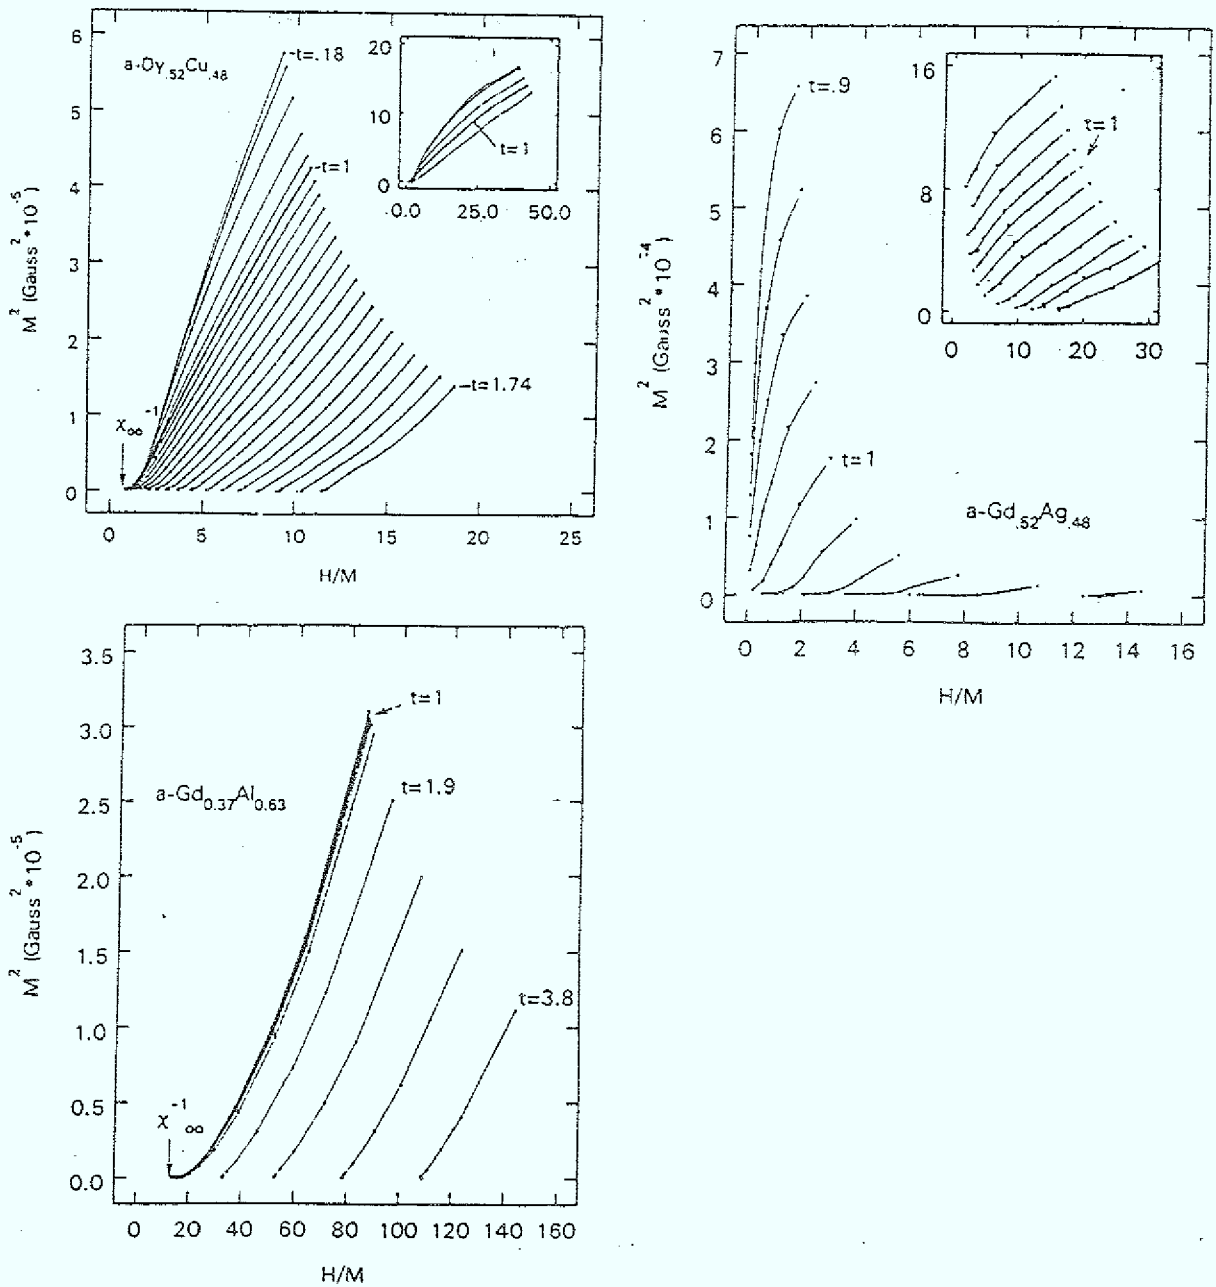 a-Dy.52Cu.48
-t=.18
-t=1
-t=1.74
χ∞-1
6
5
4
3
2
1
0
M2 (Gauss2*10-5)
0 5 10 15 20 25
H/M
20
10
0
0.0 25.0 50.0
t=1
t=.9
t=1
a-Gd.52Ag.48
7
6
5
4
3
2
1
0
M2 (Gauss2*10-4)
0 2 4 6 8 10 12 14 16
H/M
16
8
0
0 10 20 30
t=1
t=1
a-Gd0.37Al0.63
t=1.9
t=3.8
χ-1∞
3.5
3.0
2.5
2.0
1.5
1.0
0.5
0.0
M2 (Gauss2*10-5)
0 20 40 60 80 100 120 140 160
H/M